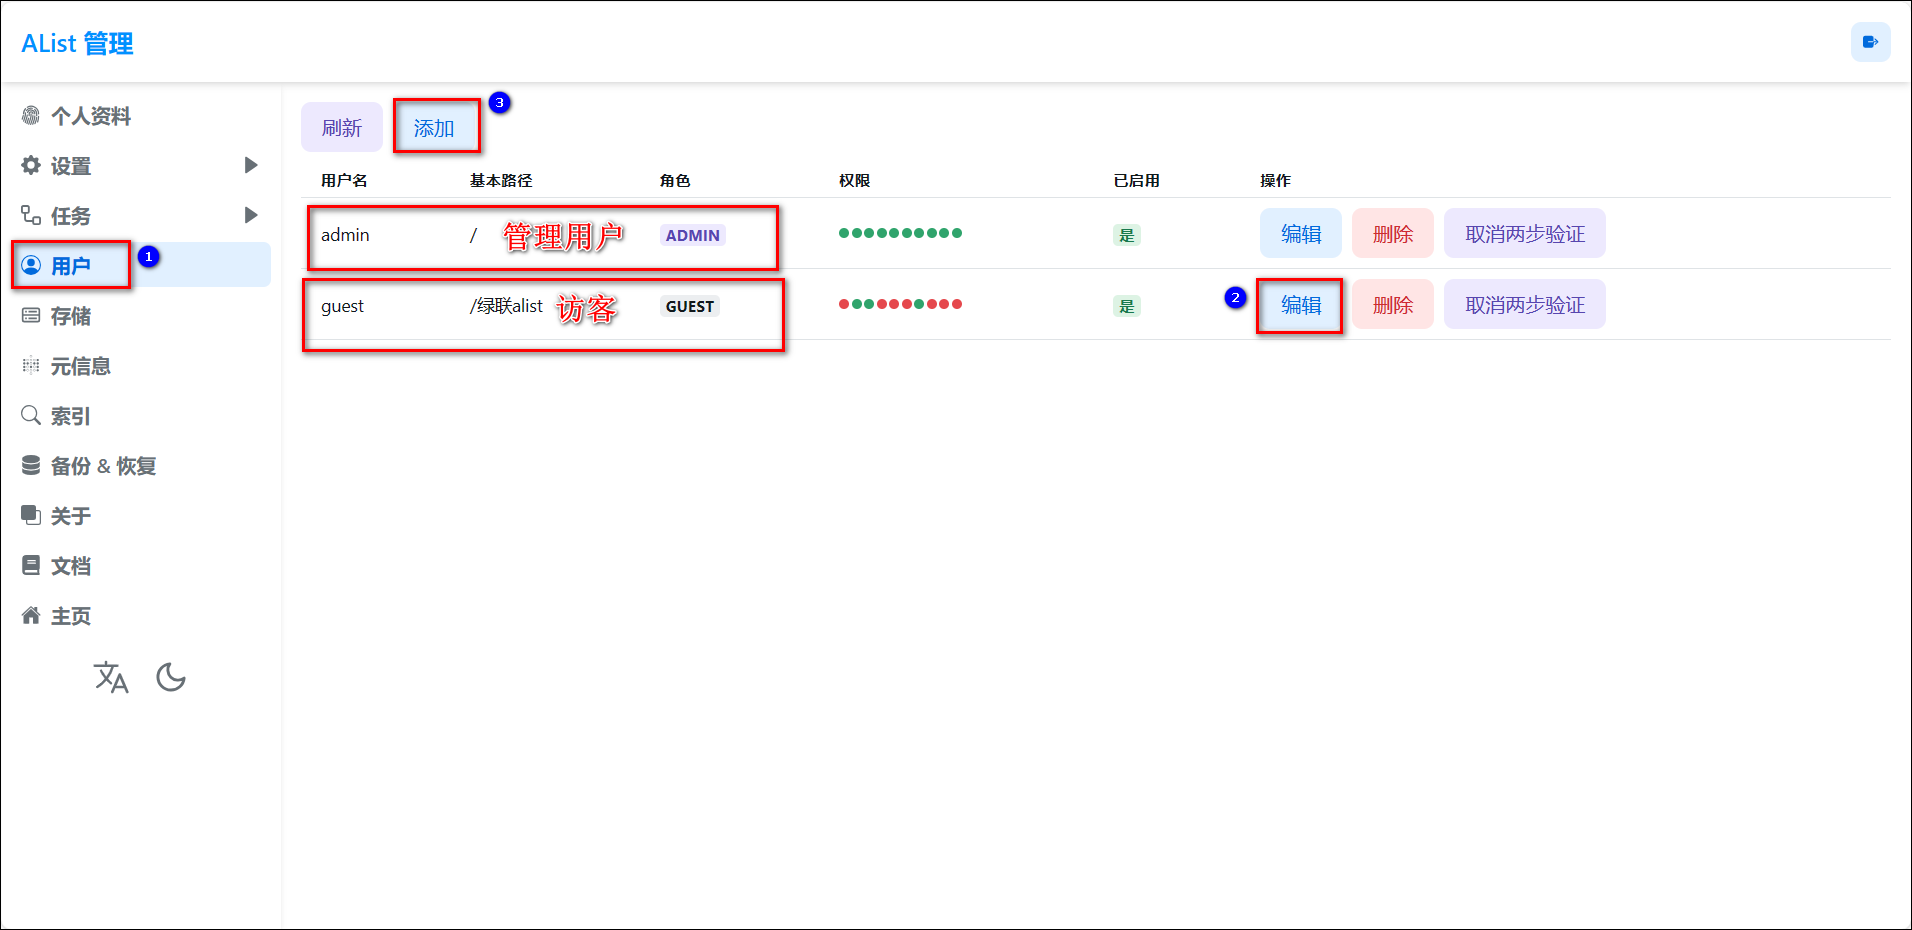 AList 管理
个人资料
设置
任务
用户 1
存储
元信息
索引
备份 & 恢复
关于
文档
主页
刷新 添加 3
用户名 基本路径 角色 权限 已启用 操作
admin / 管理用户 ADMIN 是 编辑 删除 取消两步验证
guest /绿联alist 访客 GUEST 是 2 编辑 删除 取消两步验证